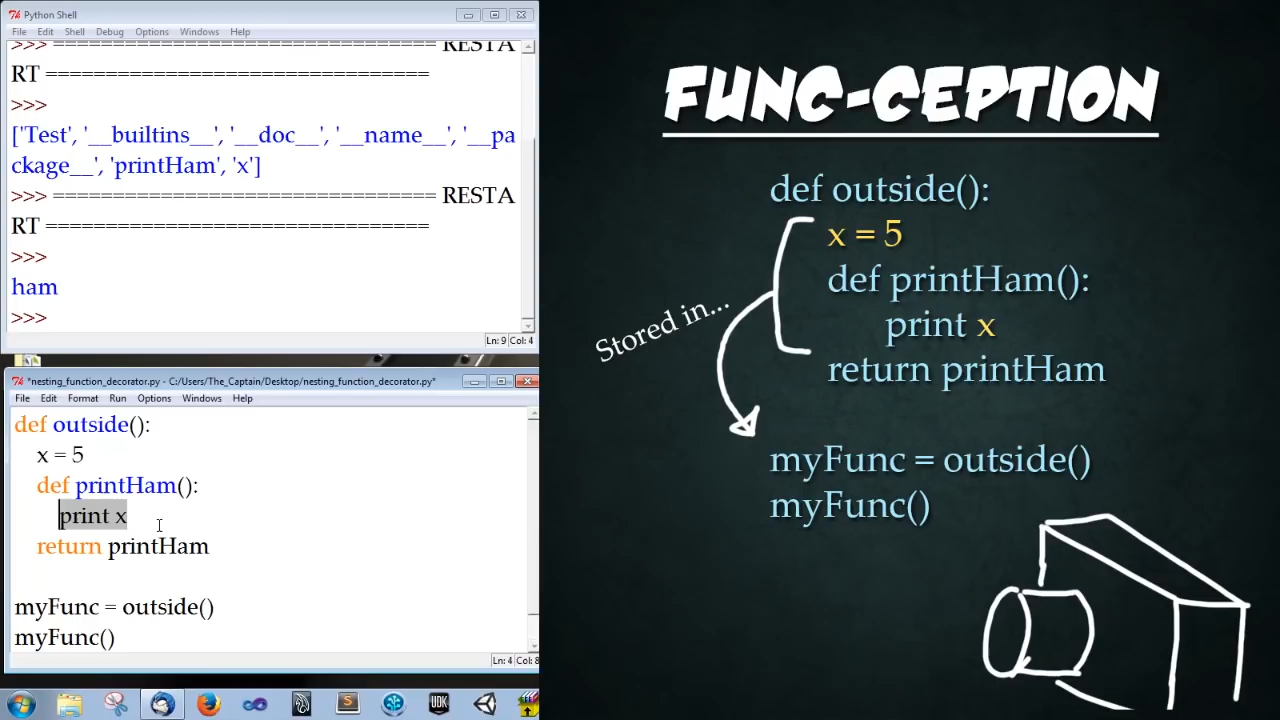 Python Shell
File Edit Shell Debug Options Windows Help
>>> ================================ RESTA
RT ================================
>>>
['Test', '__builtins__', '__doc__', '__name__', '__pa
ckage__', 'printHam', 'x']
>>> ================================ RESTA
RT ================================
>>>
ham
>>>
Ln: 9 Col: 4
*nesting_function_decorator.py - C:/Users/The_Captain/Desktop/nesting_function_decorator.py*
File Edit Format Run Options Windows Help
def outside():
x = 5
def printHam():
print x
return printHam
myFunc = outside()
myFunc()
Ln: 4 Col: 8
UDK
FUNC-CEPTION
def outside():
x = 5
def printHam():
print x
return printHam
Stored in...
myFunc = outside()
myFunc()